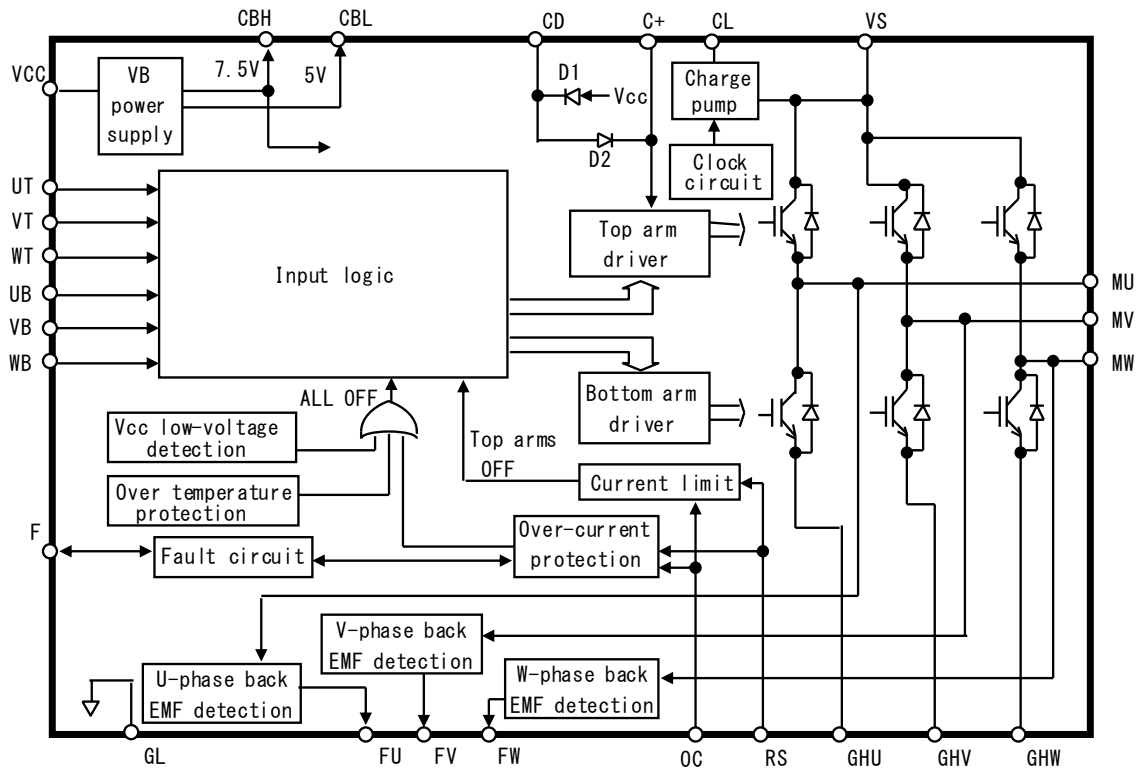 CBH
CBL
CD
C+
CL
VS
VCC
VB
power
supply
7.5V
5V
D1
Vcc
D2
Charge
pump
Clock
circuit
UT
VT
WT
UB
VB
WB
Input logic
Top arm
driver
Bottom arm
driver
MU
MV
MW
ALL OFF
Vcc low-voltage
detection
Top arms
OFF
Over temperature
protection
Current limit
F
Fault circuit
Over-current
protection
V-phase back
EMF detection
U-phase back
EMF detection
W-phase back
EMF detection
GL
FU
FV
FW
OC
RS
GHU
GHV
GHW